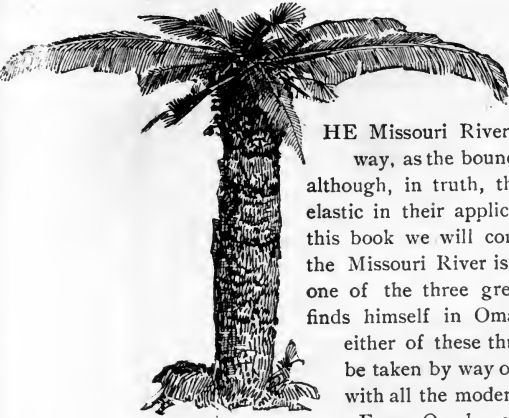 HE Missouri River
way, as the bound
although, in truth, th
elastic in their applic
this book we will con
the Missouri River is
one of the three gre
finds himself in Oma
either of these thr
be taken by way o
with all the moder